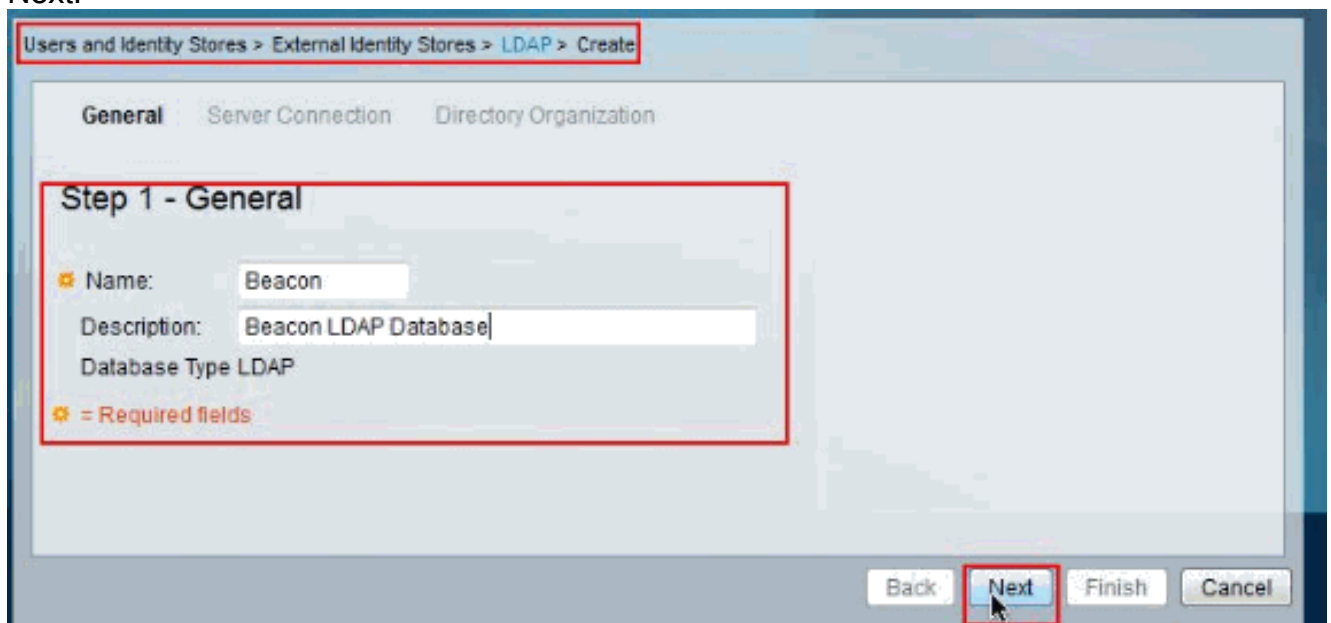 Next.
Users and Identity Stores > External Identity Stores > LDAP > Create
General Server Connection Directory Organization
Step 1 - General
Name: Beacon
Description: Beacon LDAP Database
Database Type LDAP
= Required fields
Back Next Finish Cancel